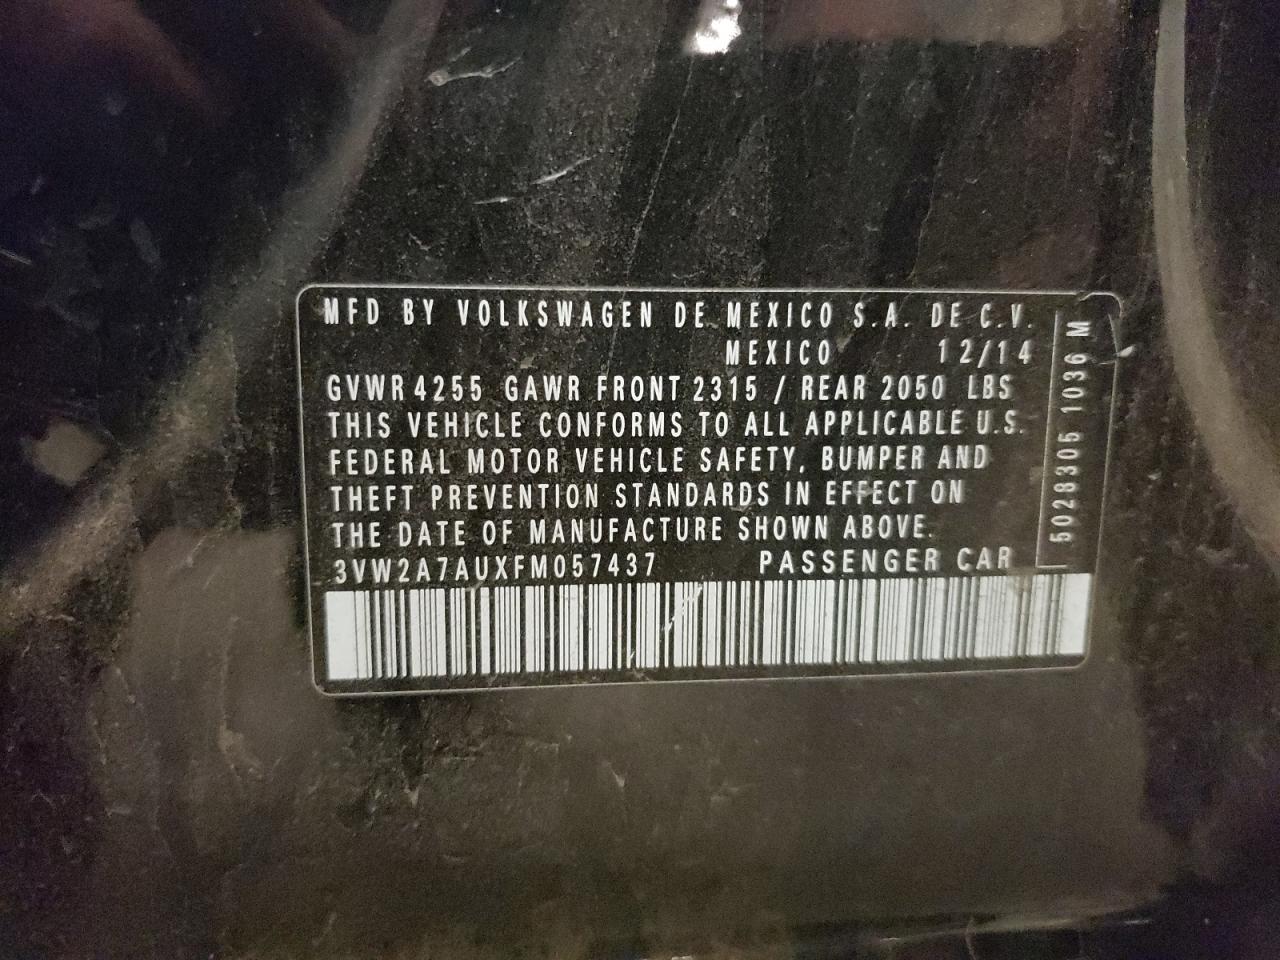 MFD BY VOLKSWAGEN DE MEXICO S.A. DE C.V.
MEXICO 12/14
GVWR 4255 GAWR FRONT 2315 / REAR 2050 LBS
THIS VEHICLE CONFORMS TO ALL APPLICABLE U.S.
FEDERAL MOTOR VEHICLE SAFETY, BUMPER AND
THEFT PREVENTION STANDARDS IN EFFECT ON
THE DATE OF MANUFACTURE SHOWN ABOVE.
3VW2A7AUXFM057437 PASSENGER CAR
5028305 1036 M